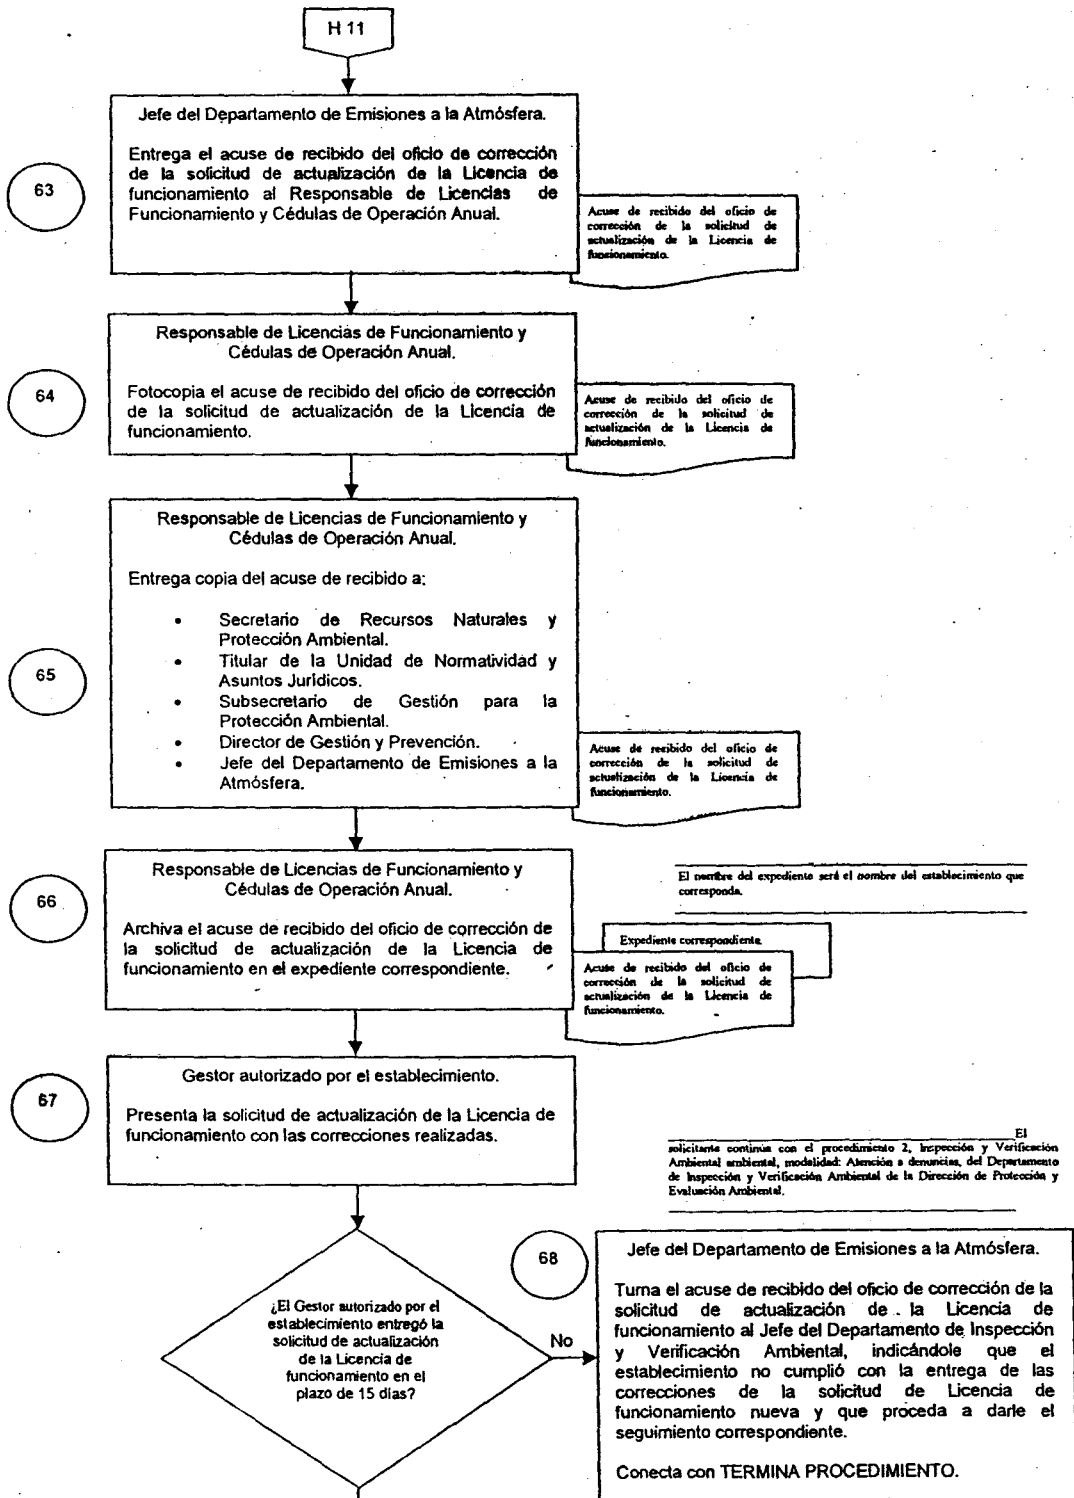 H 11
Jefe del Departamento de Emisiones a la Atmósfera.
63
Entrega el acuse de recibido del oficio de corrección
de la solicitud de actualización de la Licencia de
funcionamiento al Responsable de Licencias de
Funcionamiento y Cédulas de Operación Anual.
Acuse de recibido del oficio de
corrección de la solicitud de
actualización de la Licencia de
funcionamiento.
Responsable de Licencias de Funcionamiento y
Cédulas de Operación Anual.
64
Fotocopia el acuse de recibido del oficio de corrección
de la solicitud de actualización de la Licencia de
funcionamiento.
Acuse de recibido del oficio de
corrección de la solicitud de
actualización de la Licencia de
funcionamiento.
Responsable de Licencias de Funcionamiento y
Cédulas de Operación Anual.
Entrega copia del acuse de recibido a:
65
• Secretario de Recursos Naturales y
Protección Ambiental.
• Titular de la Unidad de Normatividad y
Asuntos Jurídicos.
• Subsecretario de Gestión para la
Protección Ambiental.
• Director de Gestión y Prevención.
• Jefe del Departamento de Emisiones a la
Atmósfera.
Acuse de recibido del oficio de
corrección de la solicitud de
actualización de la Licencia de
funcionamiento.
Responsable de Licencias de Funcionamiento y
Cédulas de Operación Anual.
66
Archiva el acuse de recibido del oficio de corrección de
la solicitud de actualización de la Licencia de
funcionamiento en el expediente correspondiente.
El nombre del expediente será el nombre del establecimiento que
corresponda.
Expediente correspondiente.
Acuse de recibido del oficio de
corrección de la solicitud de
actualización de la Licencia de
funcionamiento.
67
Gestor autorizado por el establecimiento.
Presenta la solicitud de actualización de la Licencia de
funcionamiento con las correcciones realizadas.
El
solicitante continúa con el procedimiento 2, Inspección y Verificación
Ambiental ambiental, modalidad: Atención a denuncias, del Departamento
de Inspección y Verificación Ambiental de la Dirección de Protección y
Evaluación Ambiental.
¿El Gestor autorizado por el
establecimiento entregó la
solicitud de actualización
de la Licencia de
funcionamiento en el
plazo de 15 días?
No
68
Jefe del Departamento de Emisiones a la Atmósfera.
Turna el acuse de recibido del oficio de corrección de la
solicitud de actualización de la Licencia de
funcionamiento al Jefe del Departamento de Inspección
y Verificación Ambiental, indicándole que el
establecimiento no cumplió con la entrega de las
correcciones de la solicitud de Licencia de
funcionamiento nueva y que proceda a darle el
seguimiento correspondiente.
Conecta con TERMINA PROCEDIMIENTO.